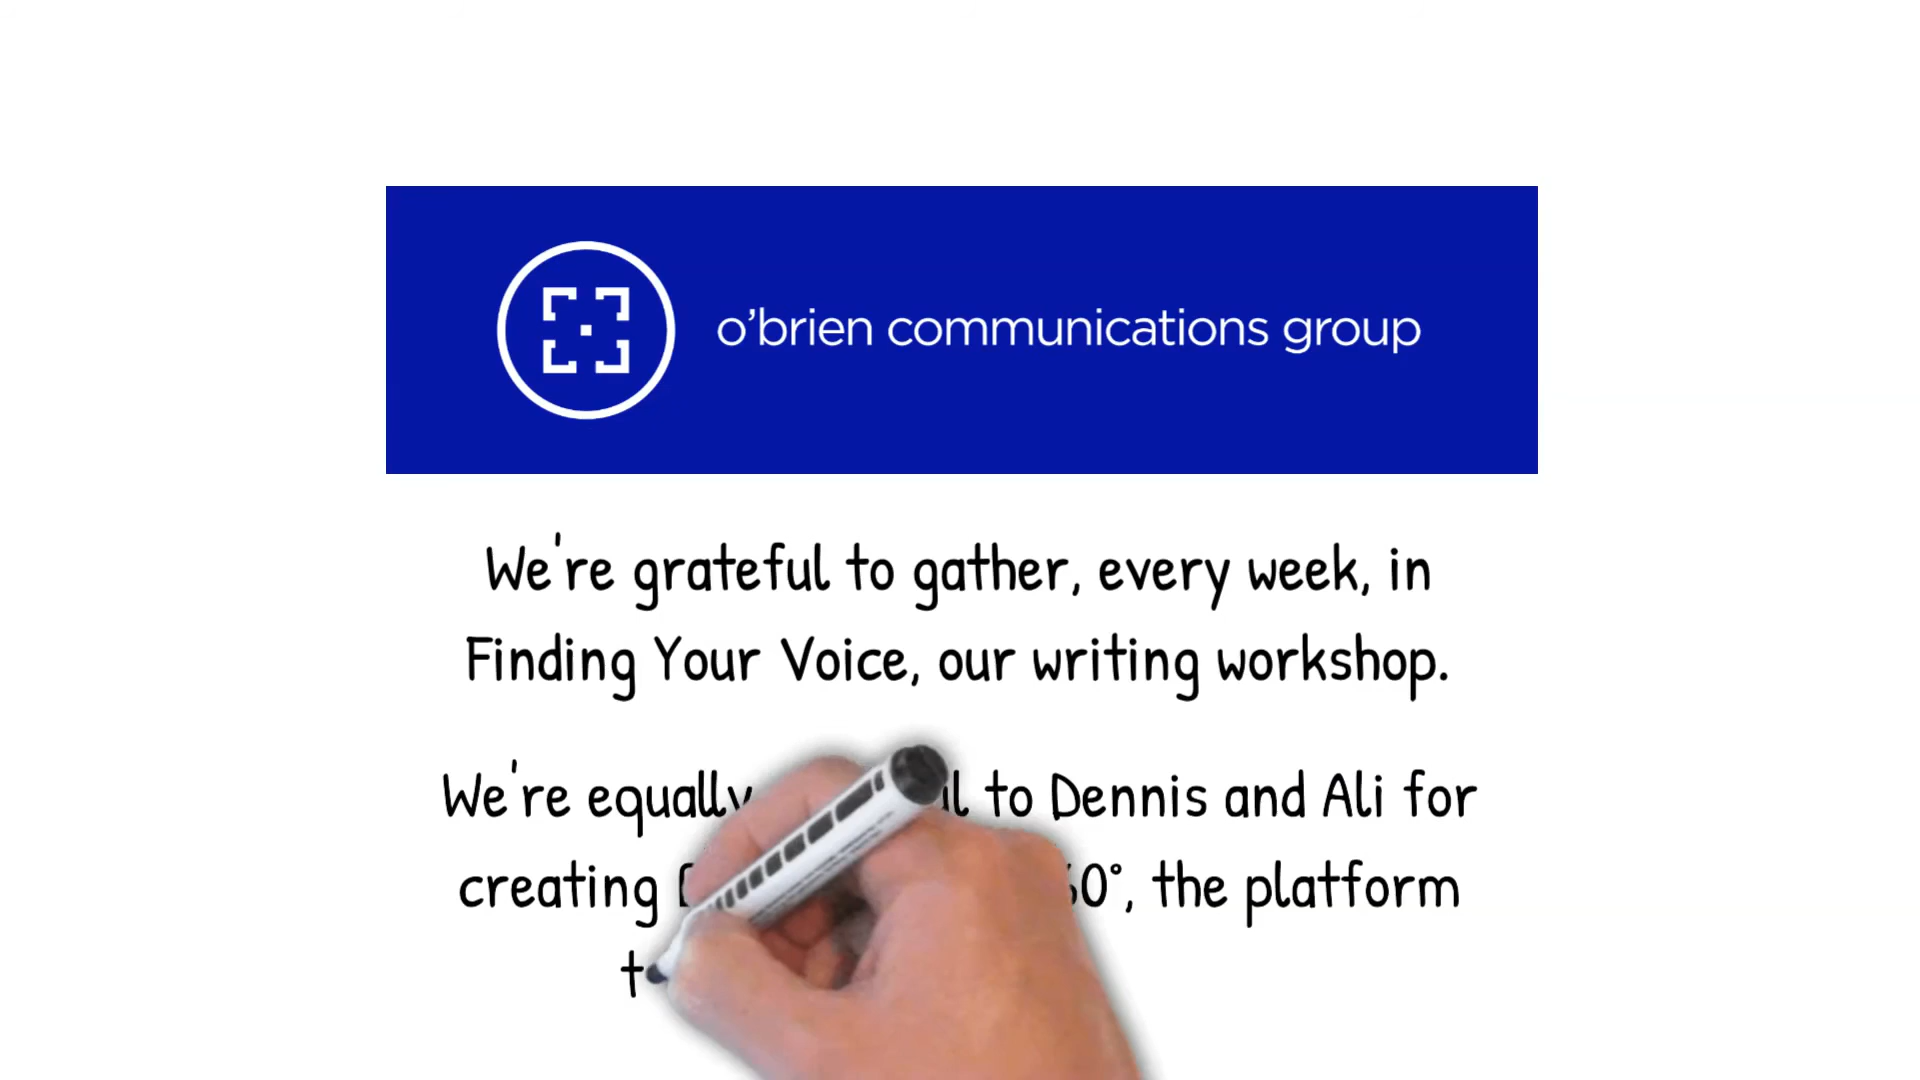 o'brien communications group
We're grateful to gather, every week, in
Finding Your Voice, our writing workshop.
We're equally to Dennis and Ali for
creating the platform